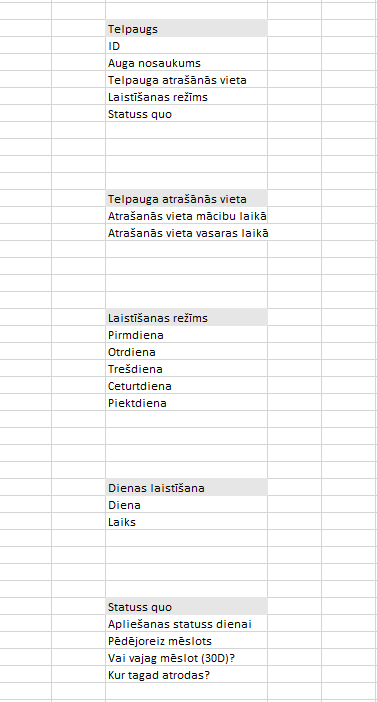 Telpaugs
ID
Auga nosaukums
Telpauga atrašānās vieta
Laistīšanas režīms
Statuss quo
Telpauga atrašānās vieta
Atrašanās vieta mācibu laikā
Atrašanās vieta vasaras laikā
Laistīšanas režīms
Pirmdiena
Otrdiena
Trešdiena
Ceturtdiena
Piektdiena
Dienas laistīšana
Diena
Laiks
Statuss quo
Apliešanas statuss dienai
Pēdējoreiz mēslots
Vai vajag mēslot (30D)?
Kur tagad atrodas?